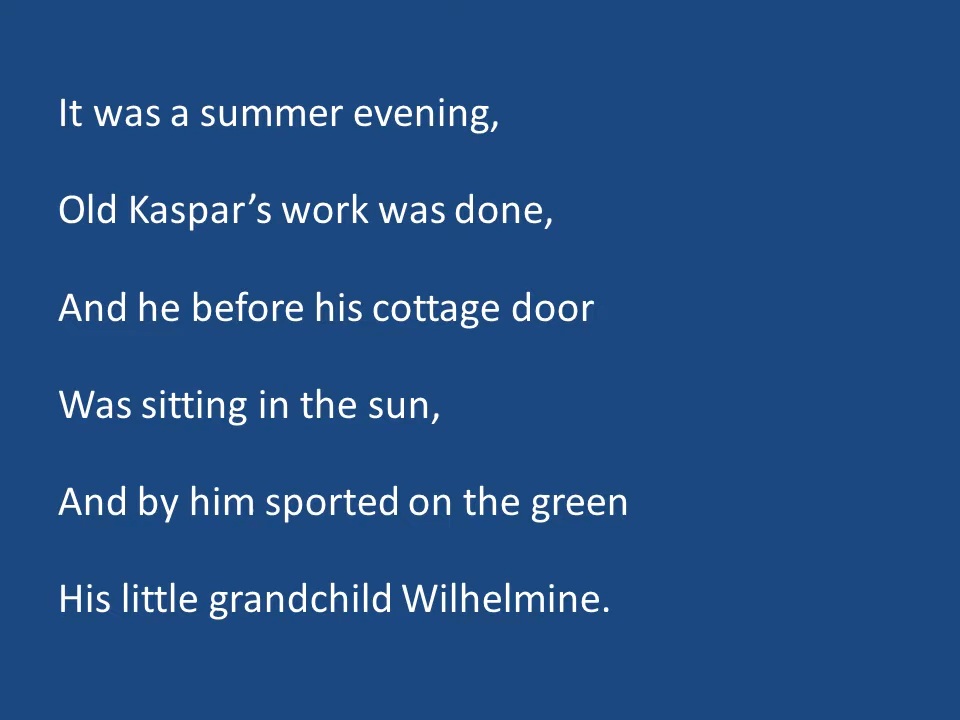 It was a summer evening,
Old Kaspar’s work was done,
And he before his cottage door
Was sitting in the sun,
And by him sported on the green
His little grandchild Wilhelmine.